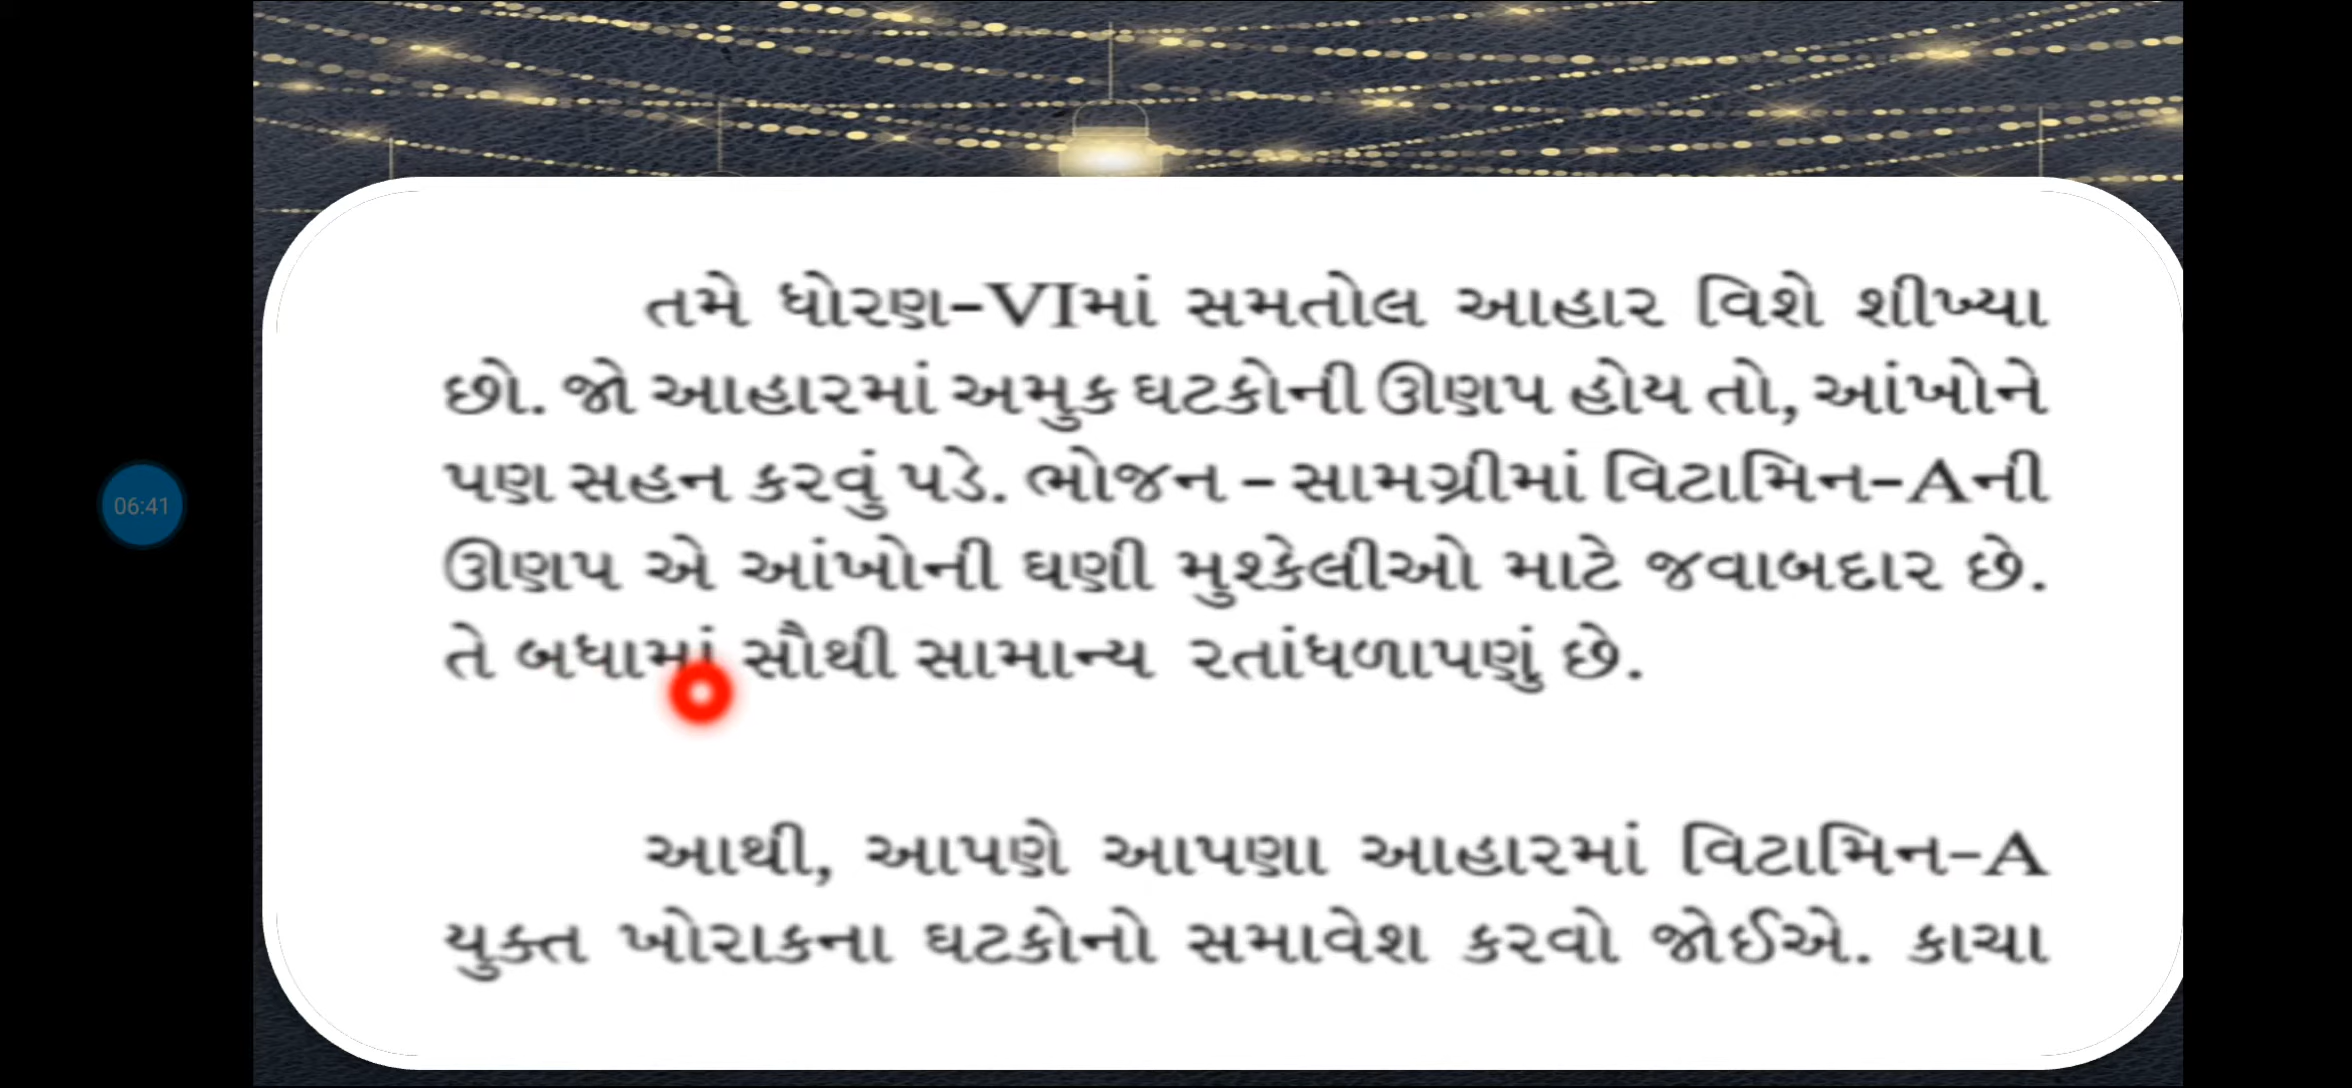 તમે ધોરણ-VIમાં સમતોલ આહાર વિશે શીખ્યા
છો. જો આહારમાં અમુક ઘટકોની ઊણપ હોય તો, આંખોને
પણ સહન કરવું પડે. ભોજન - સામગ્રીમાં વિટામિન-Aની
ઊણપ એ આંખોની ઘણી મુશ્કેલીઓ માટે જવાબદાર છે.
તે બધામાં સૌથી સામાન્ય રતાંધળાપણું છે.
આથી, આપણે આપણા આહારમાં વિટામિન-A
યુક્ત ખોરાકના ઘટકોનો સમાવેશ કરવો જોઈએ. કાચા
06:41